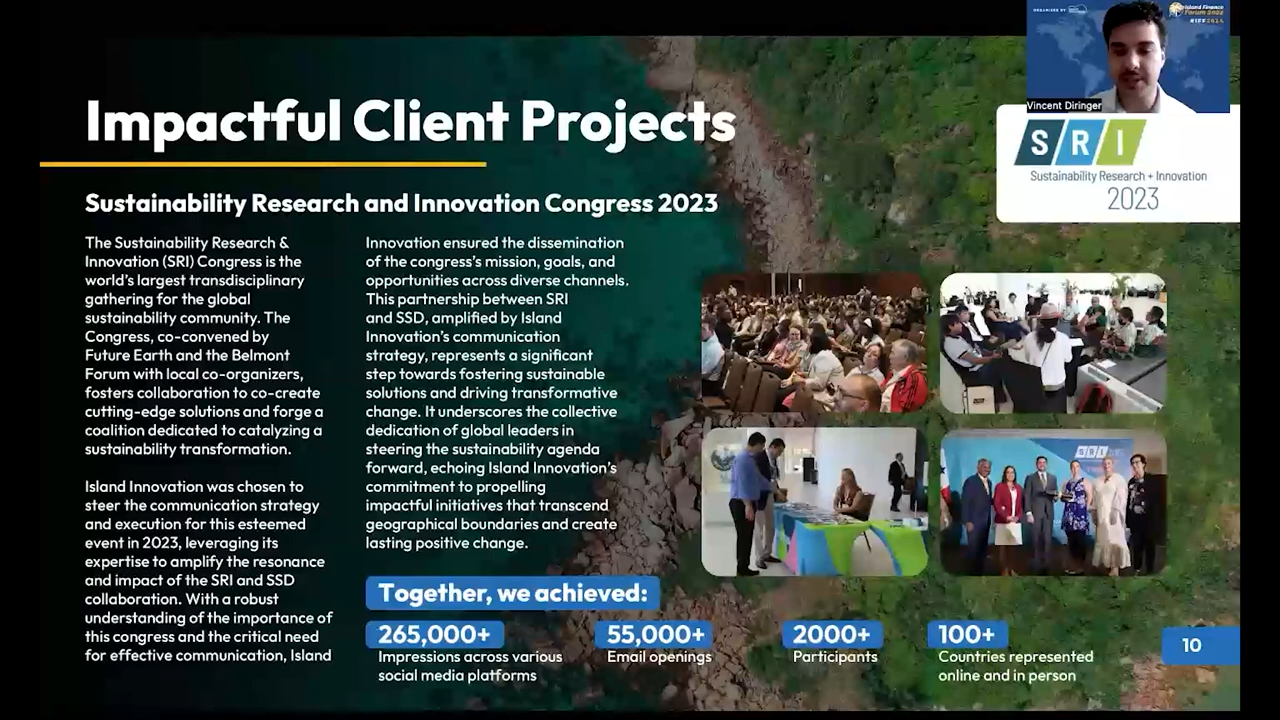 ORGANISED BY
Island Finance
Forum 2024
#IFF2024
Vincent Diringer
Impactful Client Projects
SRI
Sustainability Research + Innovation
2023
Sustainability Research and Innovation Congress 2023
The Sustainability Research &
Innovation (SRI) Congress is the
world's largest transdisciplinary
gathering for the global
sustainability community. The
Congress, co-convened by
Future Earth and the Belmont
Forum with local co-organizers,
fosters collaboration to co-create
cutting-edge solutions and forge a
coalition dedicated to catalyzing a
sustainability transformation.
Island Innovation was chosen to
steer the communication strategy
and execution for this esteemed
event in 2023, leveraging its
expertise to amplify the resonance
and impact of the SRI and SSD
collaboration. With a robust
understanding of the importance of
this congress and the critical need
for effective communication, Island
Innovation ensured the dissemination
of the congress's mission, goals, and
opportunities across diverse channels.
This partnership between SRI
and SSD, amplified by Island
Innovation's communication
strategy, represents a significant
step towards fostering sustainable
solutions and driving transformative
change. It underscores the collective
dedication of global leaders in
steering the sustainability agenda
forward, echoing Island Innovation's
commitment to propelling
impactful initiatives that transcend
geographical boundaries and create
lasting positive change.
SRI
Together, we achieved:
265,000+
Impressions across various
social media platforms
55,000+
Email openings
2000+
Participants
100+
Countries represented
online and in person
10